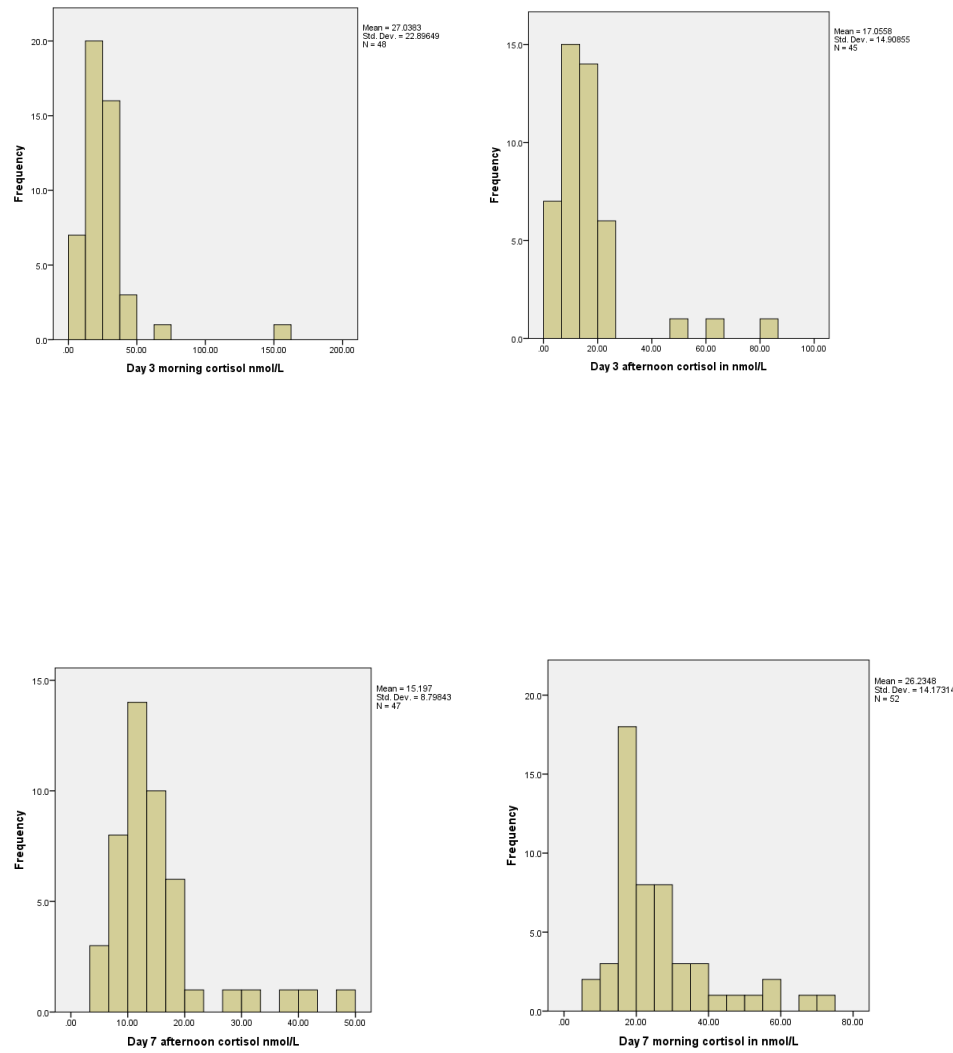 Mean = 27.0383
Std. Dev. = 22.89649
N = 48
20.0
15.0
10.0
5.0
0.0
Frequency
.00 50.00 100.00 150.00 200.00
Day 3 morning cortisol nmol/L
Mean = 17.0558
Std. Dev. = 14.90855
N = 45
15.0
10.0
5.0
.0
Frequency
.00 20.00 40.00 60.00 80.00 100.00
Day 3 afternoon cortisol in nmol/L
Mean = 15.197
Std. Dev. = 8.79843
N = 47
15.0
10.0
5.0
0.0
Frequency
.00 10.00 20.00 30.00 40.00 50.00
Day 7 afternoon cortisol nmol/L
Mean = 26.2348
Std. Dev. = 14.17314
N = 52
20.0
15.0
10.0
5.0
0.0
Frequency
.00 20.00 40.00 60.00 80.00
Day 7 morning cortisol in nmol/L